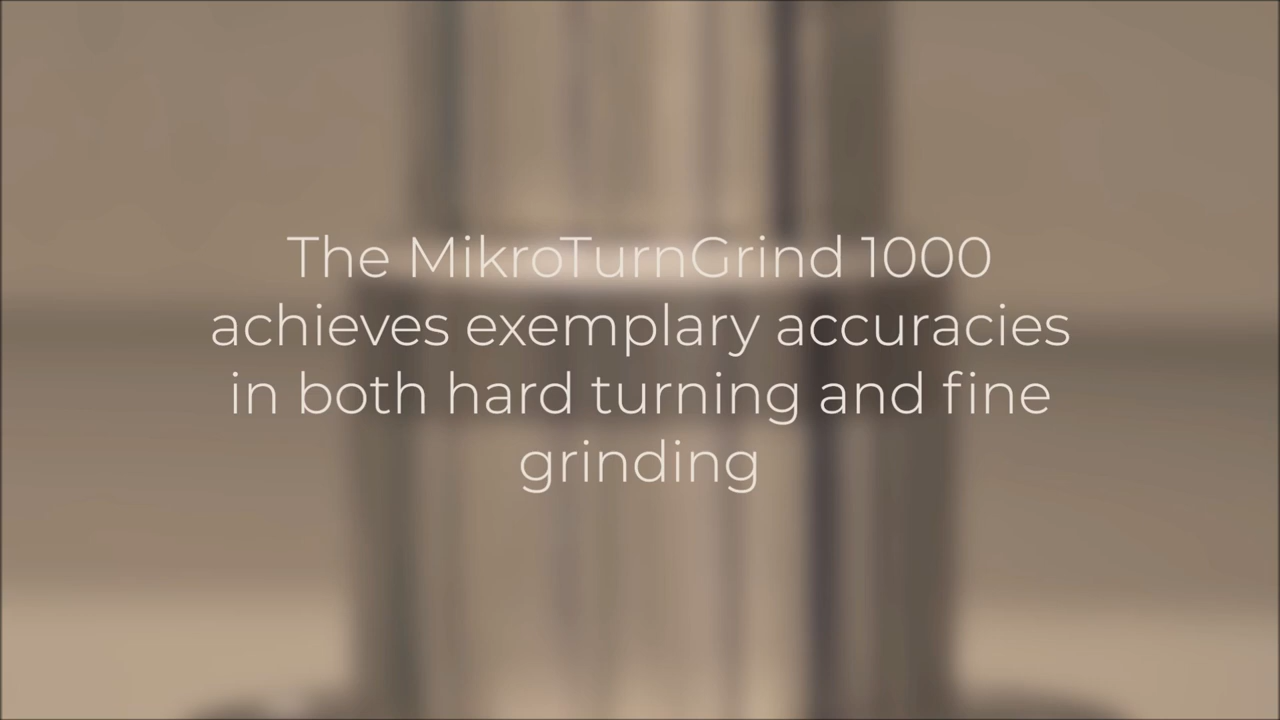 The MikroTurnGrind 1000
achieves exemplary accuracies
in both hard turning and fine
grinding